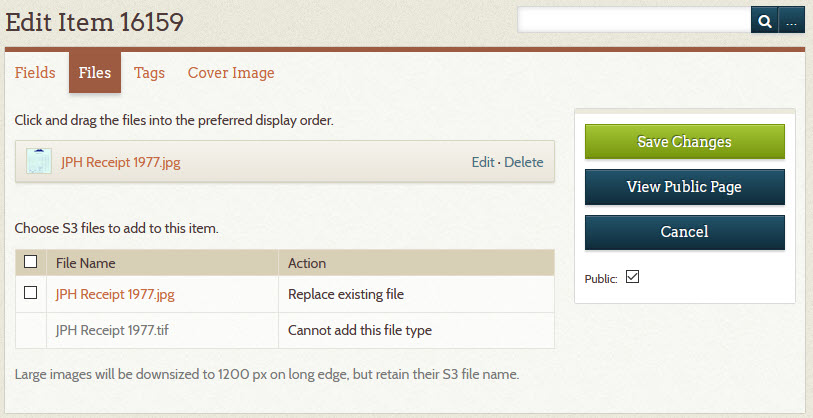 Edit Item 16159
...
Fields Files Tags Cover Image
Click and drag the files into the preferred display order.
JPH Receipt 1977.jpg Edit · Delete
Choose S3 files to add to this item.
File Name Action
JPH Receipt 1977.jpg Replace existing file
JPH Receipt 1977.tif Cannot add this file type
Large images will be downsized to 1200 px on long edge, but retain their S3 file name.
Save Changes
View Public Page
Cancel
Public: